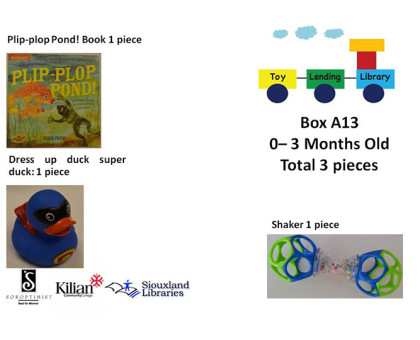 Plip-plop Pond! Book 1 piece
PLIP-PLOP
POND!
Dress up duck super
duck: 1 piece
S
SOROPTIMIST
Kilian
Community College
Siouxland
Libraries
Toy Lending Library
Box A13
0– 3 Months Old
Total 3 pieces
Shaker 1 piece